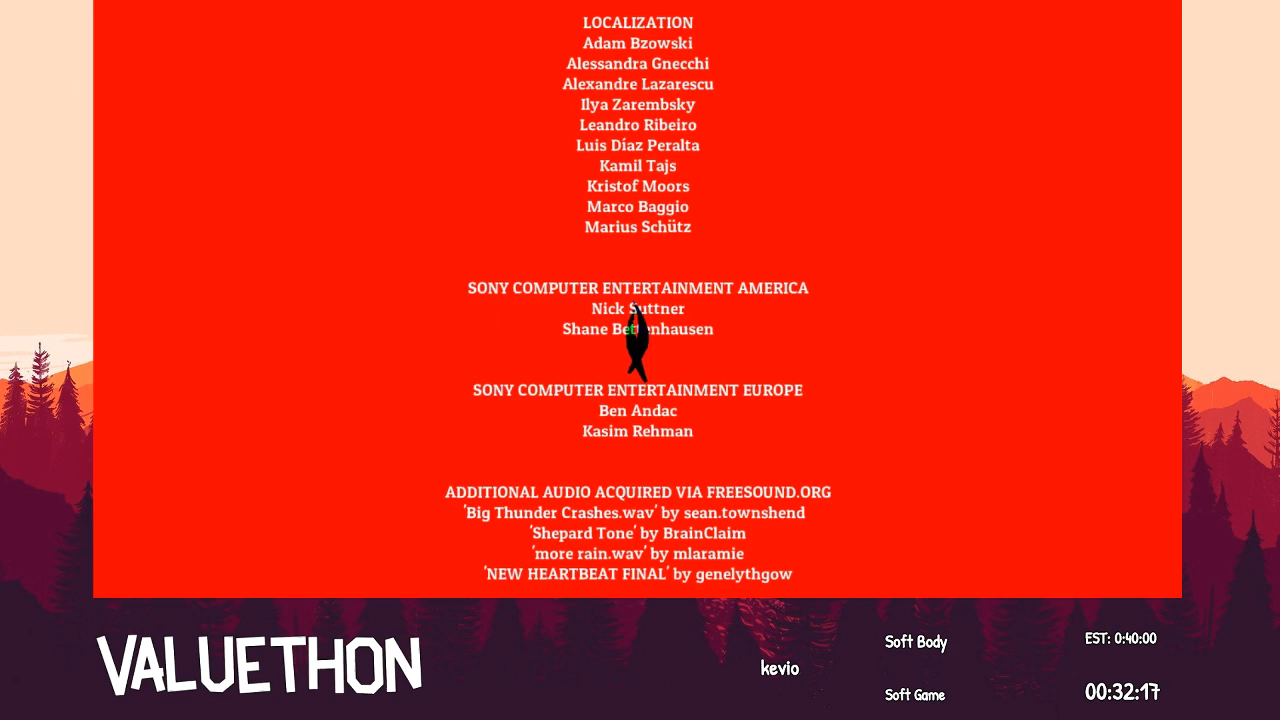 LOCALIZATION
Adam Bzowski
Alessandra Gnecchi
Alexandre Lazarescu
Ilya Zarembsky
Leandro Ribeiro
Luis Díaz Peralta
Kamil Tajs
Kristof Moors
Marco Baggio
Marius Schütz
SONY COMPUTER ENTERTAINMENT AMERICA
Nick Suttner
Shane Bettenhausen
SONY COMPUTER ENTERTAINMENT EUROPE
Ben Andac
Kasim Rehman
ADDITIONAL AUDIO ACQUIRED VIA FREESOUND.ORG
'Big Thunder Crashes.wav' by sean.townshend
'Shepard Tone' by BrainClaim
'more rain.wav' by mlaramie
'NEW HEARTBEAT FINAL' by genelythgow
VALUETHON
kevio
Soft Body
Soft Game
EST: 0:40:00
00:32:17